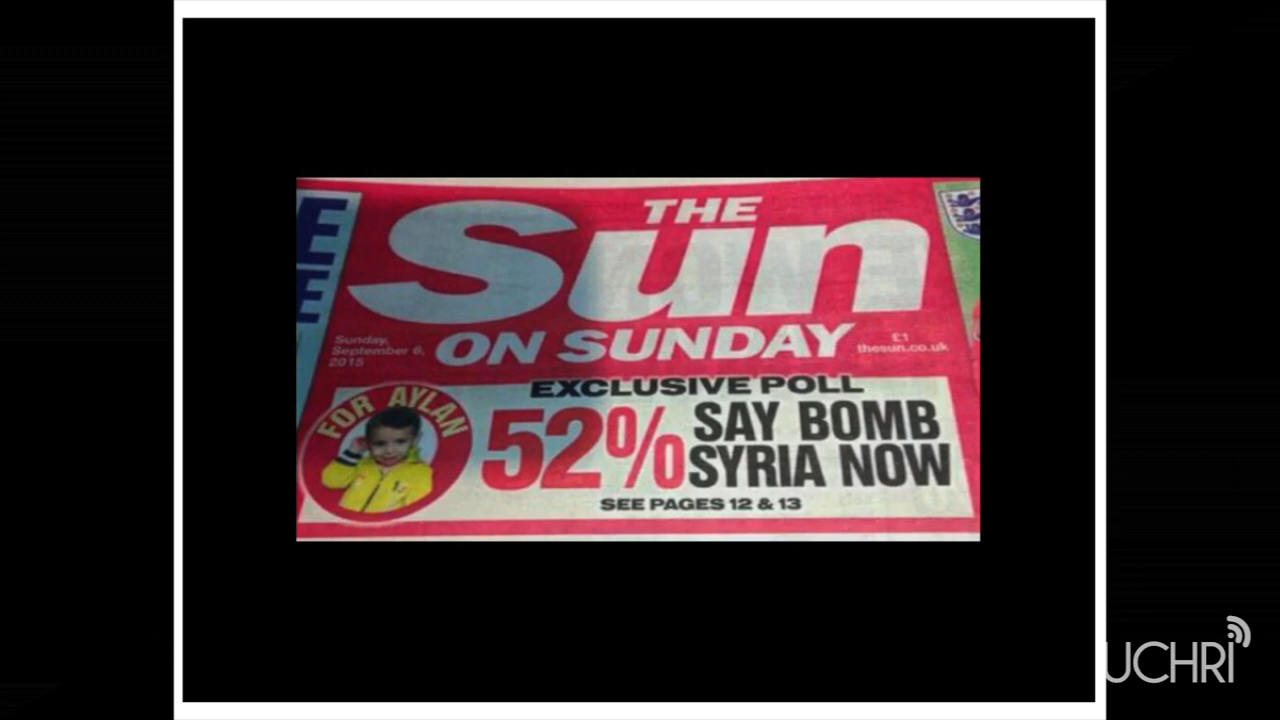 E
E
THE
Sun
ON SUNDAY
Sunday,
September 6,
2015
£1
thesun.co.uk
FOR AYLAN
EXCLUSIVE POLL
52% SAY BOMB
SYRIA NOW
SEE PAGES 12 & 13
UCHRI